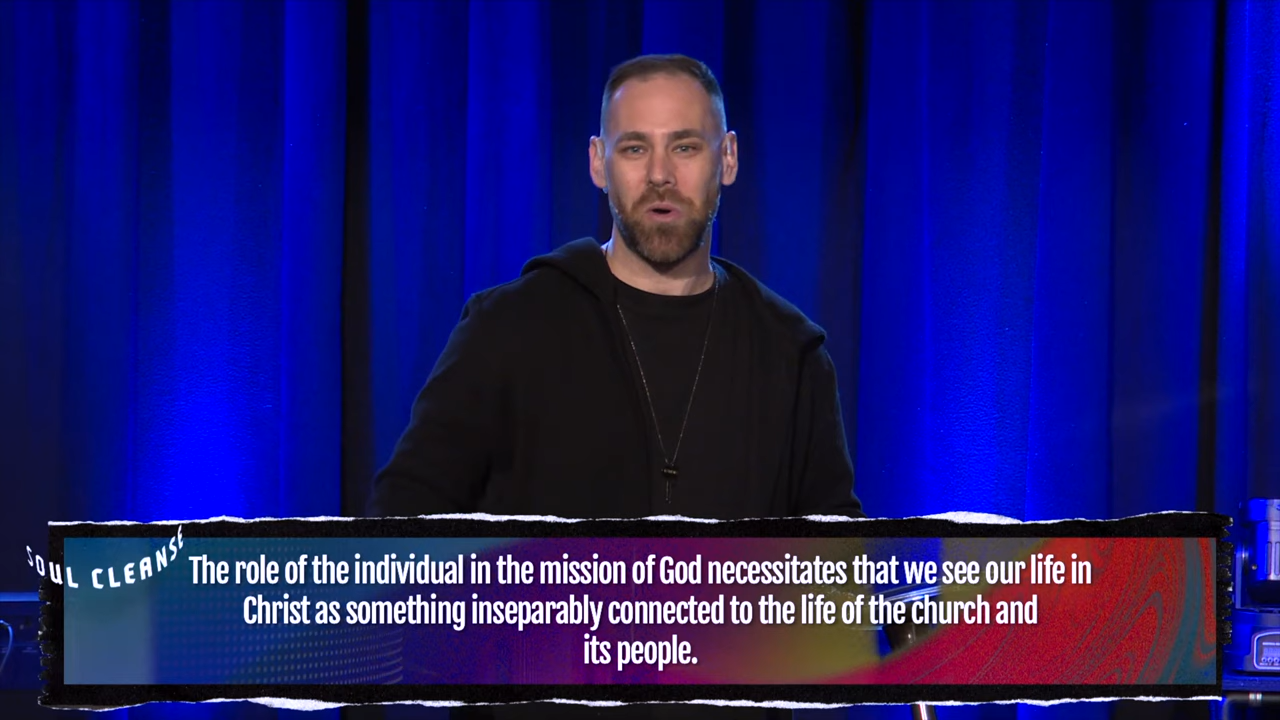 SOUL CLEANSE
The role of the individual in the mission of God necessitates that we see our life in
Christ as something inseparably connected to the life of the church and
its people.